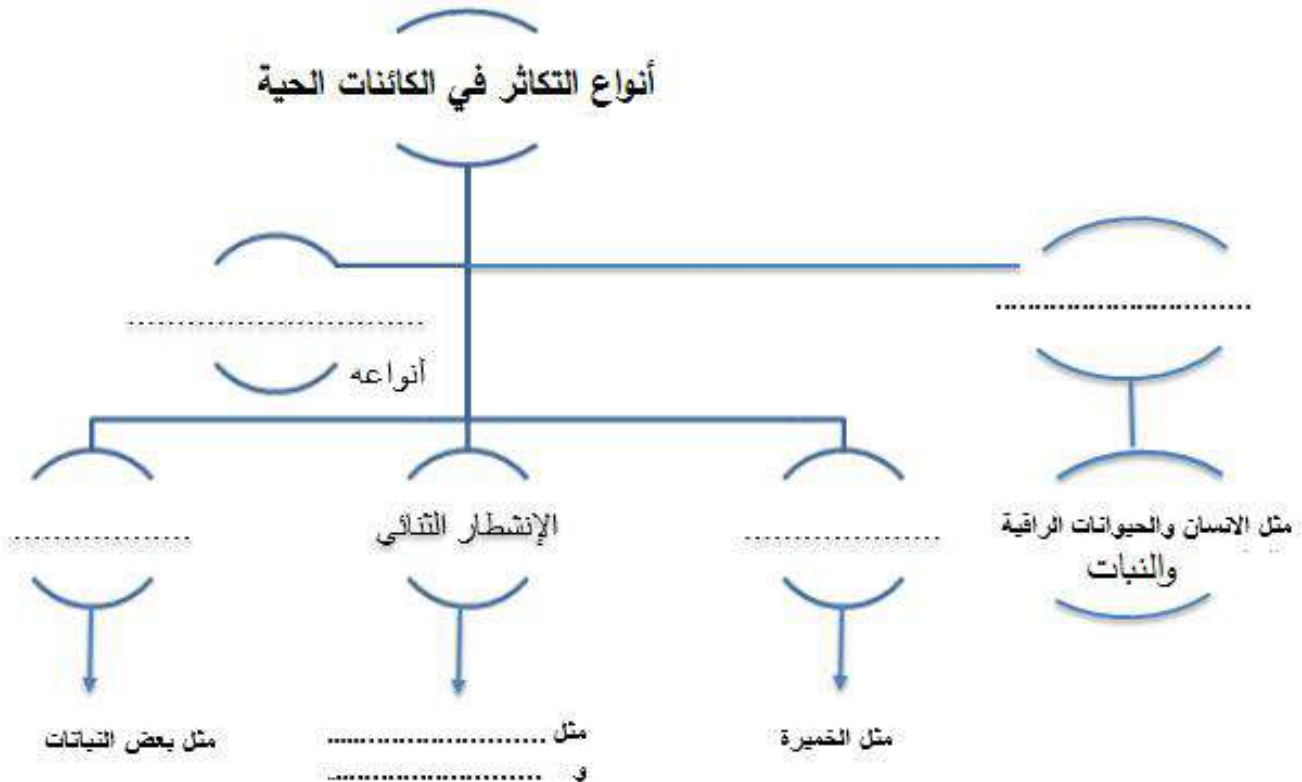 أنواع التكاثر في الكائنات الحية
............................
..............................
أنواعه
.....................
الإنشطار الثنائي
...................
مثل الانسان والحيوانات الراقية
والنبات
مثل الخميرة
مثل ..........................
و ..........................
مثل بعض النباتات